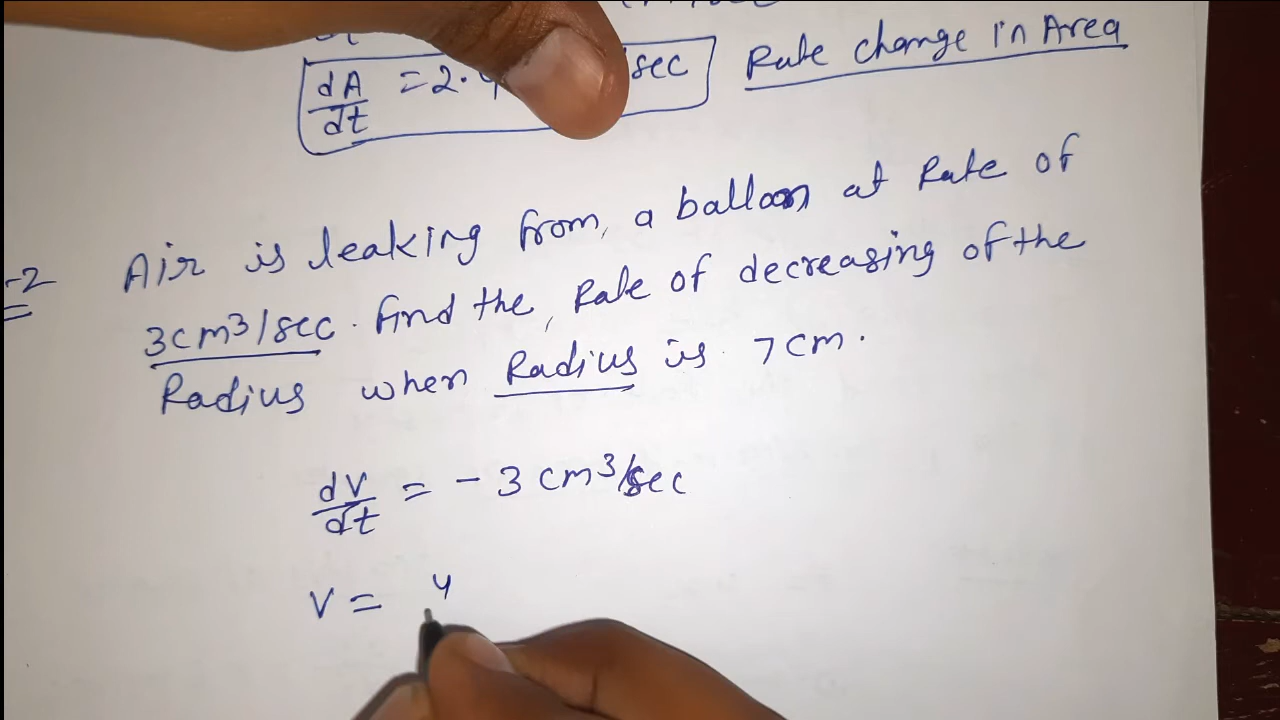 dA/dt = 2. sec Rate change in Area
-2 Air is leaking from, a balloon at Rate of
3cm³/sec. find the, Rate of decreasing of the
Radius when Radius is 7cm.
dV/dt = -3 cm³/sec
V = 4